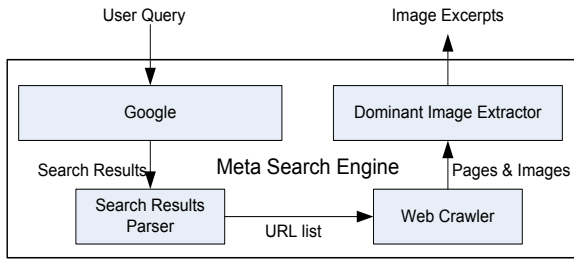 User Query
Image Excerpts
Google
Dominant Image Extractor
Search Results
Meta Search Engine
Pages & Images
Search Results
Parser
URL list
Web Crawler